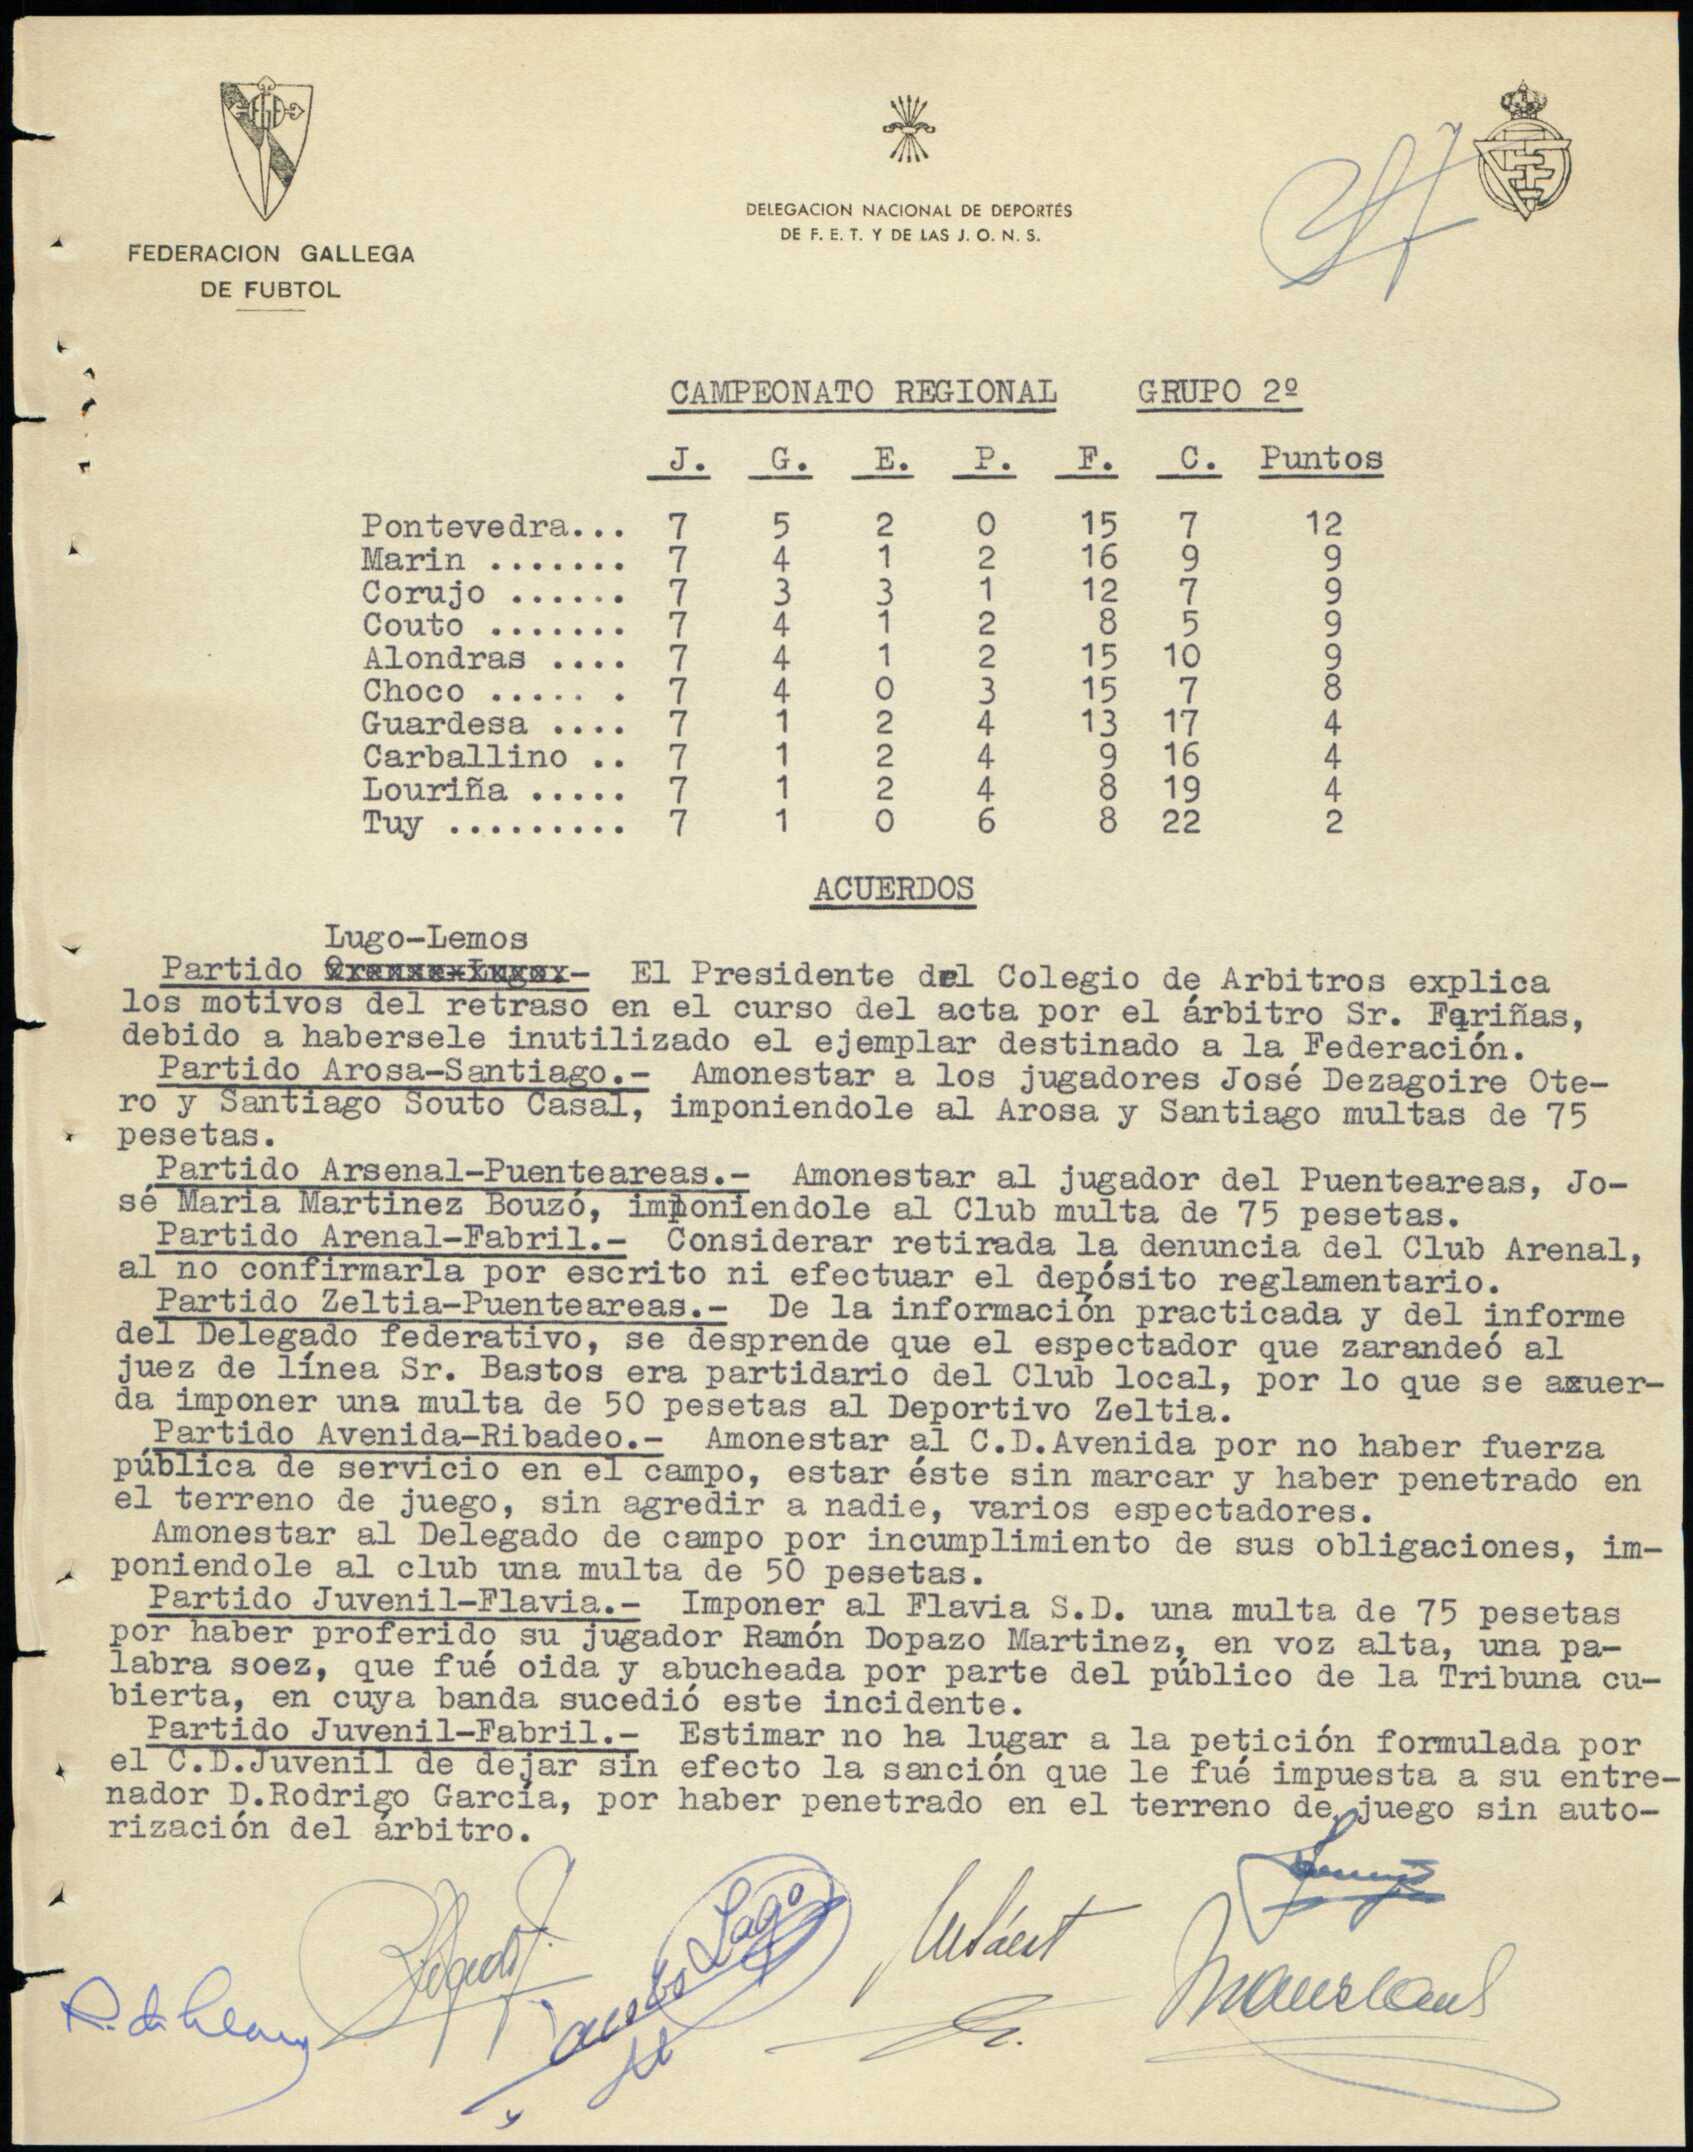 FEDERACION GALLEGA
DE FUBTOL
DELEGACION NACIONAL DE DEPORTES
DE F. E. T. Y DE LAS J. O. N. S.
CAMPEONATO REGIONAL GRUPO 2º
J. G. E. P. F. C. Puntos
Pontevedra... 7 5 2 0 15 7 12
Marin ....... 7 4 1 2 16 9 9
Corujo ...... 7 3 3 1 12 7 9
Couto ....... 7 4 1 2 8 5 9
Alondras .... 7 4 1 2 15 10 9
Choco ..... . 7 4 0 3 15 7 8
Guardesa .... 7 1 2 4 13 17 4
Carballino .. 7 1 2 4 9 16 4
Louriña ..... 7 1 2 4 8 19 4
Tuy ......... 7 1 0 6 8 22 2
ACUERDOS
Lugo-Lemos
Partido - El Presidente del Colegio de Arbitros explica
los motivos del retraso en el curso del acta por el árbitro Sr. Fariñas,
debido a habersele inutilizado el ejemplar destinado a la Federación.
Partido Arosa-Santiago.- Amonestar a los jugadores José Dezagoire Ote-
ro y Santiago Souto Casal, imponiendole al Arosa y Santiago multas de 75
pesetas.
Partido Arsenal-Puenteareas.- Amonestar al jugador del Puenteareas, Jo-
sé Maria Martinez Bouzó, imponiendole al Club multa de 75 pesetas.
Partido Arenal-Fabril.- Considerar retirada la denuncia del Club Arenal,
al no confirmarla por escrito ni efectuar el depósito reglamentario.
Partido Zeltia-Puenteareas.- De la información practicada y del informe
del Delegado federativo, se desprende que el espectador que zarandeó al
juez de línea Sr. Bastos era partidario del Club local, por lo que se acuer-
da imponer una multa de 50 pesetas al Deportivo Zeltia.
Partido Avenida-Ribadeo.- Amonestar al C.D.Avenida por no haber fuerza
pública de servicio en el campo, estar éste sin marcar y haber penetrado en
el terreno de juego, sin agredir a nadie, varios espectadores.
Amonestar al Delegado de campo por incumplimiento de sus obligaciones, im-
poniendole al club una multa de 50 pesetas.
Partido Juvenil-Flavia.- Imponer al Flavia S.D. una multa de 75 pesetas
por haber proferido su jugador Ramón Dopazo Martinez, en voz alta, una pa-
labra soez, que fué oida y abucheada por parte del público de la Tribuna cu-
bierta, en cuya banda sucedió este incidente.
Partido Juvenil-Fabril.- Estimar no ha lugar a la petición formulada por
el C.D.Juvenil de dejar sin efecto la sanción que le fué impuesta a su entre-
nador D.Rodrigo García, por haber penetrado en el terreno de juego sin auto-
rización del árbitro.
Jacobo Lago